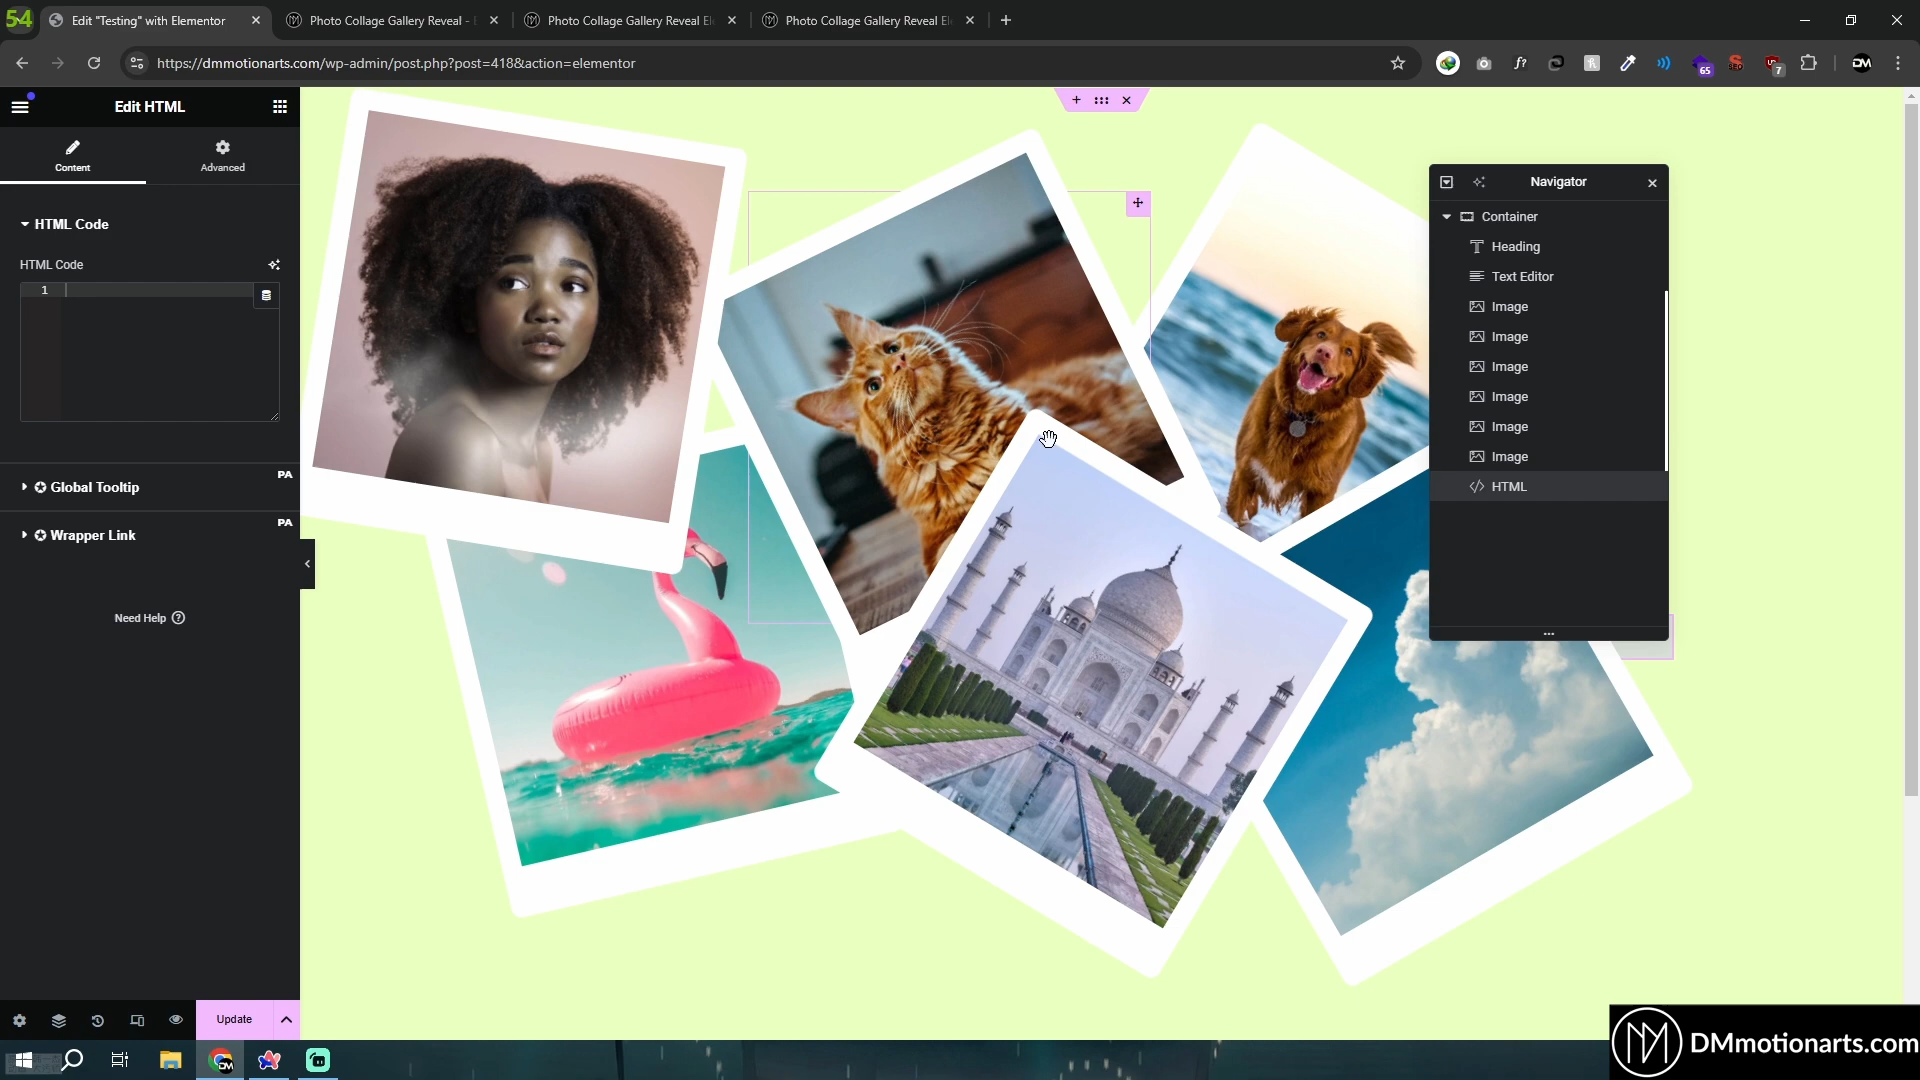 54
Edit "Testing" with Elementor
Photo Collage Gallery Reveal - E
Photo Collage Gallery Reveal El
Photo Collage Gallery Reveal El
https://dmmotionarts.com/wp-admin/post.php?post=418&action=elementor
f?
65
7
DM
Edit HTML
Content
Advanced
HTML Code
HTML Code
1
PA
Global Tooltip
PA
Wrapper Link
Need Help
Update
Navigator
Container
Heading
Text Editor
Image
Image
Image
Image
Image
Image
HTML
DMmotionarts.com